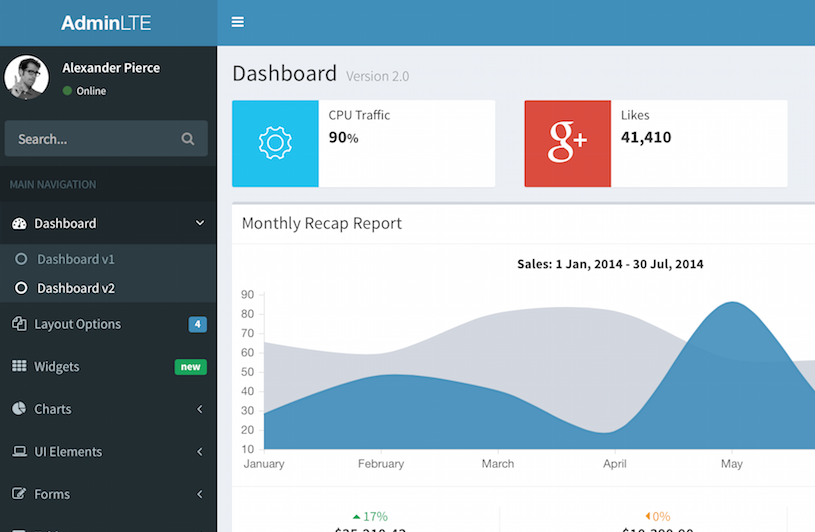 AdminLTE
Alexander Pierce
Online
Search...
MAIN NAVIGATION
Dashboard
Dashboard v1
Dashboard v2
Layout Options 4
Widgets new
Charts
UI Elements
Forms
Dashboard Version 2.0
CPU Traffic
90%
g+
Likes
41,410
Monthly Recap Report
Sales: 1 Jan, 2014 - 30 Jul, 2014
90
80
70
60
50
40
30
20
10
January February March April May
17%
0%